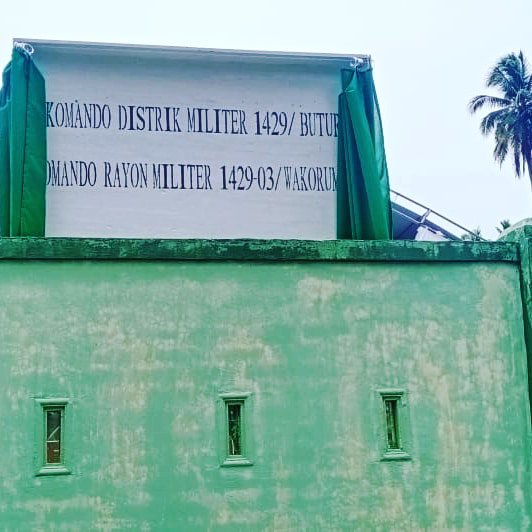 KOMANDO DISTRIK MILITER 1429/ BUTUR
OMANDO RAYON MILITER 1429-03/WAKORUM